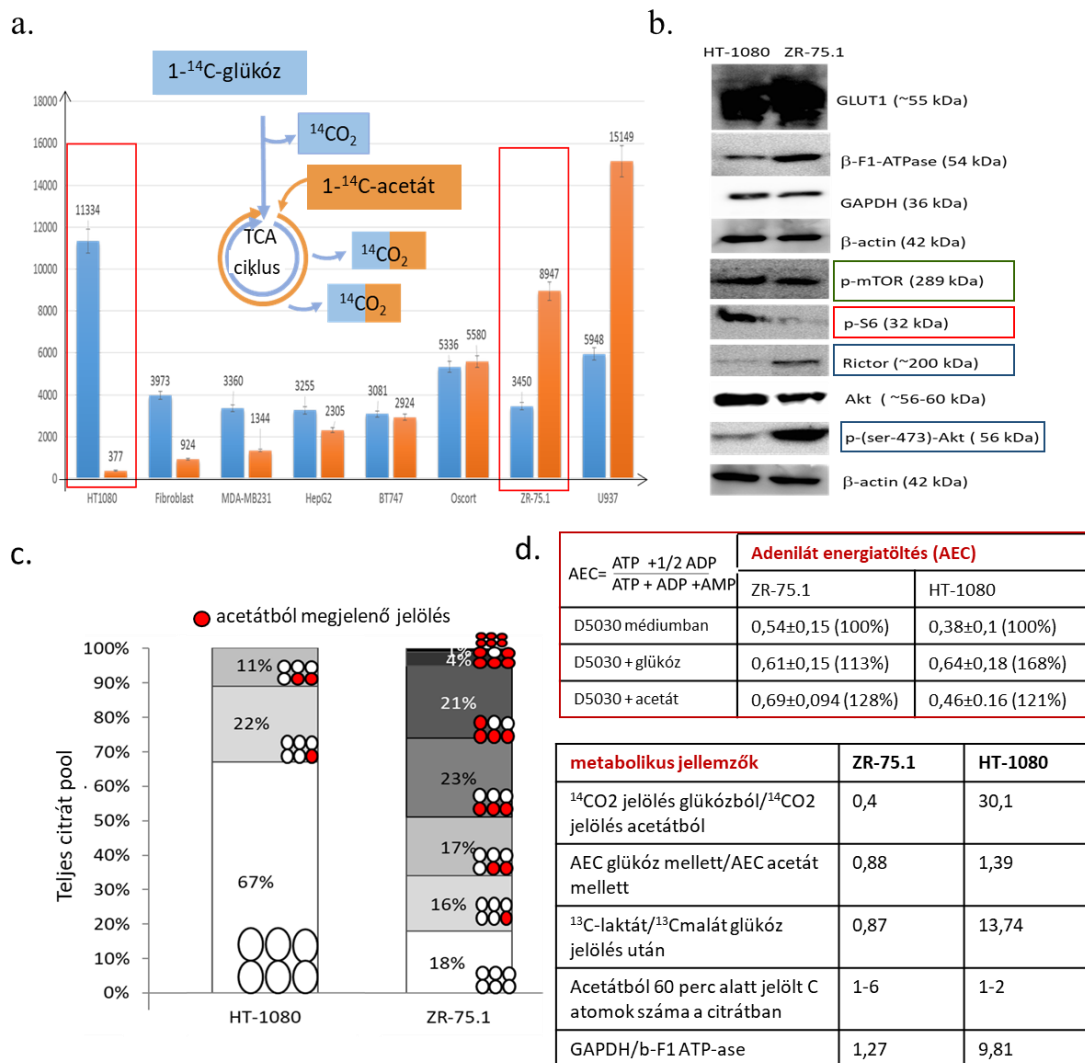 a.
1-¹⁴C-glükóz
¹⁴CO₂
1-¹⁴C-acetát
TCA
ciklus
¹⁴CO₂
¹⁴CO₂
18000
16000
14000
12000
10000
8000
6000
4000
2000
0
11334
377
3973
924
3360
1344
3255
2305
3081
2924
5336
5580
3450
8947
5948
15149
HT1080 Fibroblast MDA-MB231 HepG2 BT747 Oscort ZR-75.1 U937
b.
HT-1080 ZR-75.1
GLUT1 (~55 kDa)
β-F1-ATPase (54 kDa)
GAPDH (36 kDa)
β-actin (42 kDa)
p-mTOR (289 kDa)
p-S6 (32 kDa)
Rictor (~200 kDa)
Akt ( ~56-60 kDa)
p-(ser-473)-Akt ( 56 kDa)
β-actin (42 kDa)
c.
acetátból megjelenő jelölés
Teljes citrát pool
100%
90%
80%
70%
60%
50%
40%
30%
20%
10%
0%
11%
22%
67%
1%
4%
21%
23%
17%
16%
18%
HT-1080 ZR-75.1
d.
AEC= ATP +1/2 ADP
ATP + ADP +AMP
Adenilát energiatöltés (AEC)
ZR-75.1 HT-1080
D5030 médiumban 0,54±0,15 (100%) 0,38±0,1 (100%)
D5030 + glükóz 0,61±0,15 (113%) 0,64±0,18 (168%)
D5030 + acetát 0,69±0,094 (128%) 0,46±0.16 (121%)
metabolikus jellemzők ZR-75.1 HT-1080
¹⁴CO2 jelölés glükózból/¹⁴CO2
jelölés acetátból 0,4 30,1
AEC glükóz mellett/AEC acetát
mellett 0,88 1,39
¹³C-laktát/¹³Cmalát glükóz
jelölés után 0,87 13,74
Acetátból 60 perc alatt jelölt C
atomok száma a citrátban 1-6 1-2
GAPDH/b-F1 ATP-ase 1,27 9,81